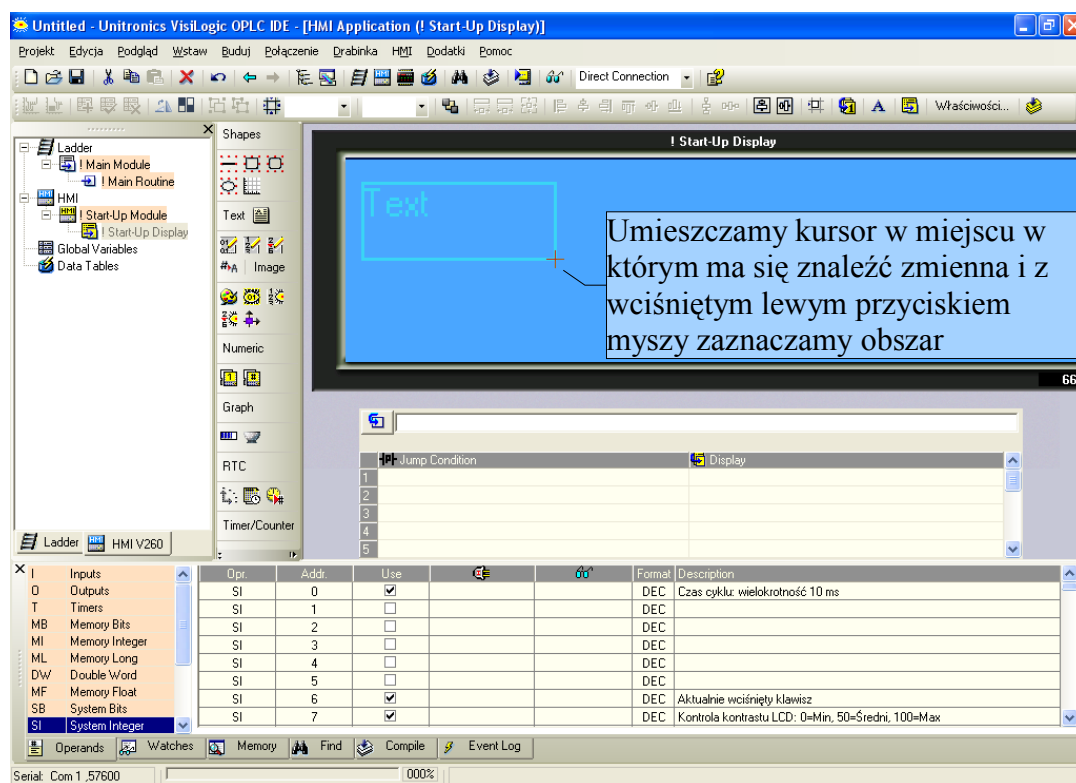 Untitled - Unitronics VisiLogic OPLC IDE - [HMI Application (! Start-Up Display)]
Projekt Edycja Podgląd Wstaw Buduj Połączenie Drabinka HMI Dodatki Pomoc
Direct Connection
Właściwości...
Ladder
! Main Module
! Main Routine
HMI
! Start-Up Module
! Start-Up Display
Global Variables
Data Tables
Ladder HMI V260
Shapes
Text
Image
Numeric
Graph
RTC
Timer/Counter
! Start-Up Display
Text
Umieszczamy kursor w miejscu w
którym ma się znaleźć zmienna i z
wciśniętym lewym przyciskiem
myszy zaznaczamy obszar
66
Jump Condition Display
1
2
3
4
5
I Inputs
O Outputs
T Timers
MB Memory Bits
MI Memory Integer
ML Memory Long
DW Double Word
MF Memory Float
SB System Bits
SI System Integer
Opr. Addr. Use Format Description
SI 0 DEC Czas cyklu: wielokrotność 10 ms
SI 1 DEC
SI 2 DEC
SI 3 DEC
SI 4 DEC
SI 5 DEC
SI 6 DEC Aktualnie wciśnięty klawisz
SI 7 DEC Kontrola kontrastu LCD: 0=Min, 50=Średni, 100=Max
Operands Watches Memory Find Compile Event Log
Serial: Com 1 ,57600 000%